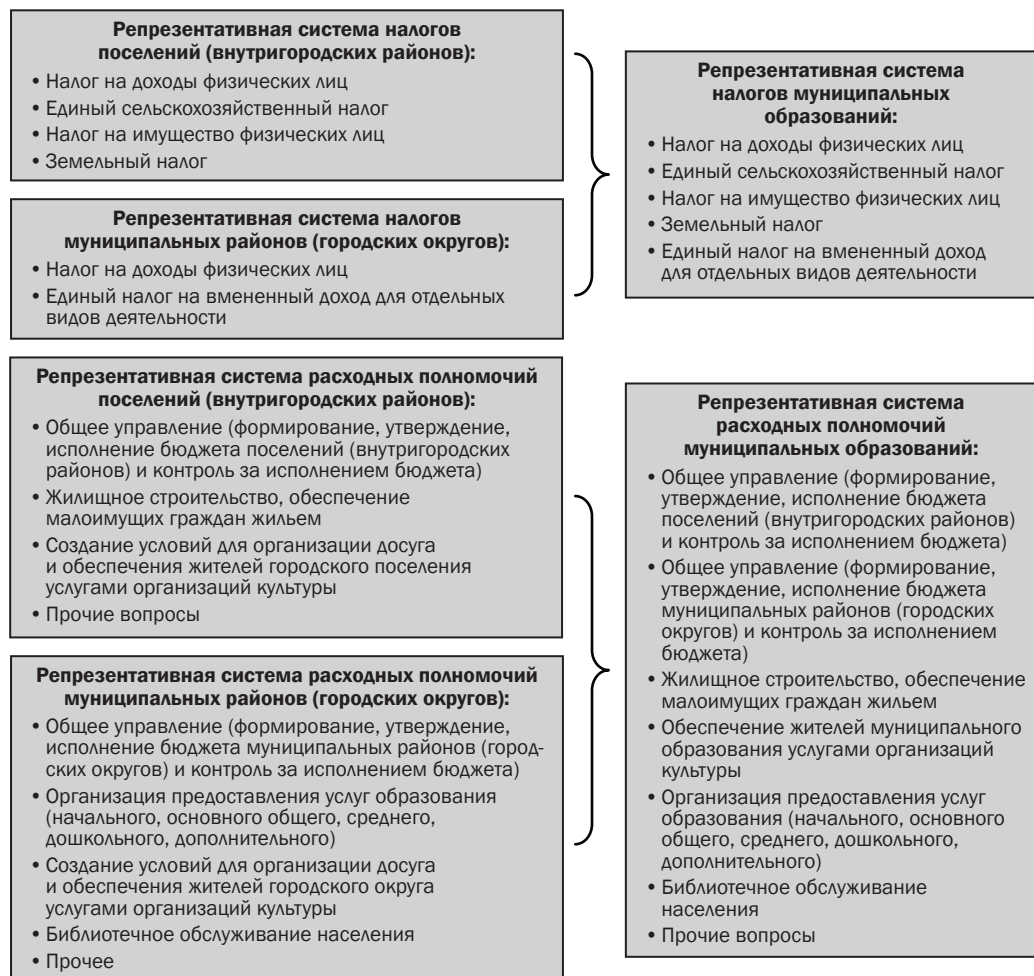 Репрезентативная система налогов
поселений (внутригородских районов):
• Налог на доходы физических лиц
• Единый сельскохозяйственный налог
• Налог на имущество физических лиц
• Земельный налог
Репрезентативная система налогов
муниципальных районов (городских округов):
• Налог на доходы физических лиц
• Единый налог на вмененный доход для отдельных
видов деятельности
Репрезентативная система
налогов муниципальных
образований:
• Налог на доходы физических лиц
• Единый сельскохозяйственный налог
• Налог на имущество физических лиц
• Земельный налог
• Единый налог на вмененный доход
для отдельных видов деятельности
Репрезентативная система расходных полномочий
поселений (внутригородских районов):
• Общее управление (формирование, утверждение,
исполнение бюджета поселений (внутригородских
районов) и контроль за исполнением бюджета)
• Жилищное строительство, обеспечение
малоимущих граждан жильем
• Создание условий для организации досуга
и обеспечения жителей городского поселения
услугами организаций культуры
• Прочие вопросы
Репрезентативная система расходных полномочий
муниципальных районов (городских округов):
• Общее управление (формирование, утверждение,
исполнение бюджета муниципальных районов (город-
ских округов) и контроль за исполнением бюджета)
• Организация предоставления услуг образования
(начального, основного общего, среднего,
дошкольного, дополнительного)
• Создание условий для организации досуга
и обеспечения жителей городского округа
услугами организаций культуры
• Библиотечное обслуживание населения
• Прочее
Репрезентативная система
расходных полномочий
муниципальных образований:
• Общее управление (формирование,
утверждение, исполнение бюджета
поселений (внутригородских районов)
и контроль за исполнением бюджета)
• Общее управление (формирование,
утверждение, исполнение бюджета
муниципальных районов (городских
округов) и контроль за исполнением
бюджета)
• Жилищное строительство, обеспечение
малоимущих граждан жильем
• Обеспечение жителей муниципального
образования услугами организаций
культуры
• Организация предоставления услуг
образования (начального, основного
общего, среднего, дошкольного,
дополнительного)
• Библиотечное обслуживание
населения
• Прочие вопросы